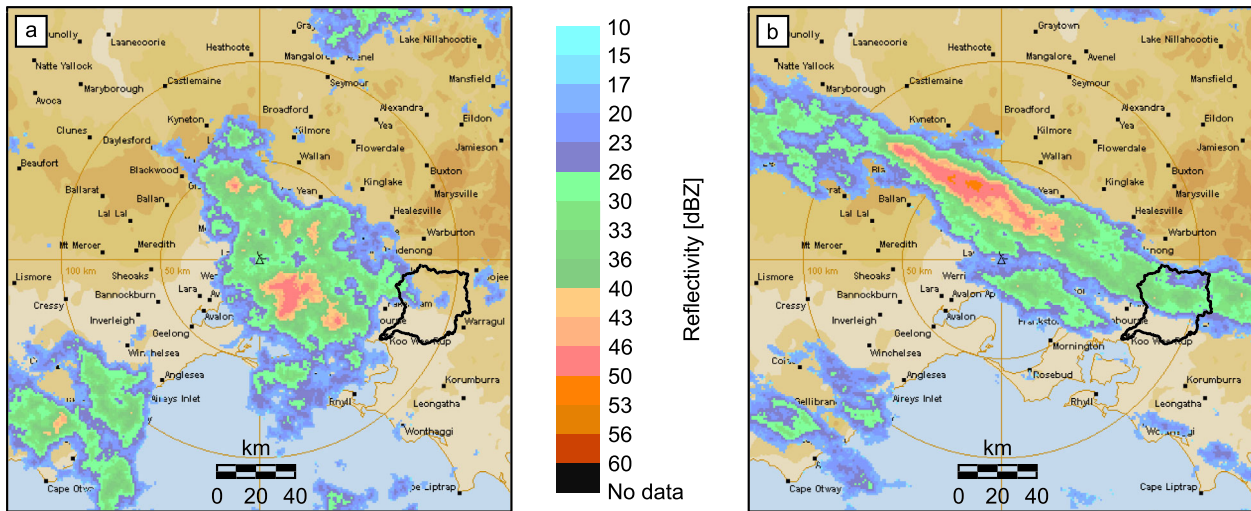 a
Laanecoorie
Heathcote
Mangalore
Avenel
Lake Nillahcootie
Natte Yallock
Maryborough
Castlemaine
Seymour
Mansfield
Avoca
Broadford
Alexandra
Clunes
Kyneton
Kilmore
Yea
Eildon
Daylesford
Flowerdale
Jamieson
Beaufort
Wallan
Buxton
Blackwood
Ballarat
Ballan
Kinglake
Marysville
Lal Lal
Healesville
Mt Mercer
Meredith
Warburton
Lismore
100 km
Sheoaks
50 km
Cressy
Bannockburn
Lara
Inverleigh
Avalon
Warragul
Geelong
Koo Wee Rup
Winchelsea
Anglesea
Korumburra
Aireys Inlet
Rhyll
Leongatha
Wonthaggi
km
0 20 40
Cape Otway
10
15
17
20
23
26
30
33
36
40
43
46
50
53
56
60
No data
Reflectivity [dBZ]
b
Graytown
Laanecoorie
Heathcote
Mangalore
Avenel
Lake Nillahcootie
Natte Yallock
Maryborough
Castlemaine
Seymour
Mansfield
Broadford
Alexandra
Kyneton
Kilmore
Yea
Eildon
Flowerdale
Jamieson
Wallan
Buxton
Ballan
Kinglake
Marysville
Lal Lal
Healesville
Mt Mercer
Meredith
Warburton
Lismore
100 km
Sheoaks
50 km
Cressy
Bannockburn
Lara
Inverleigh
Avalon
Geelong
Frankston
Warragul
Mornington
Koo Wee Rup
Winchelsea
Anglesea
Rosebud
Korumburra
Aireys Inlet
Rhyll
Leongatha
km
0 20 40
Cape Otway
Cape Liptrap